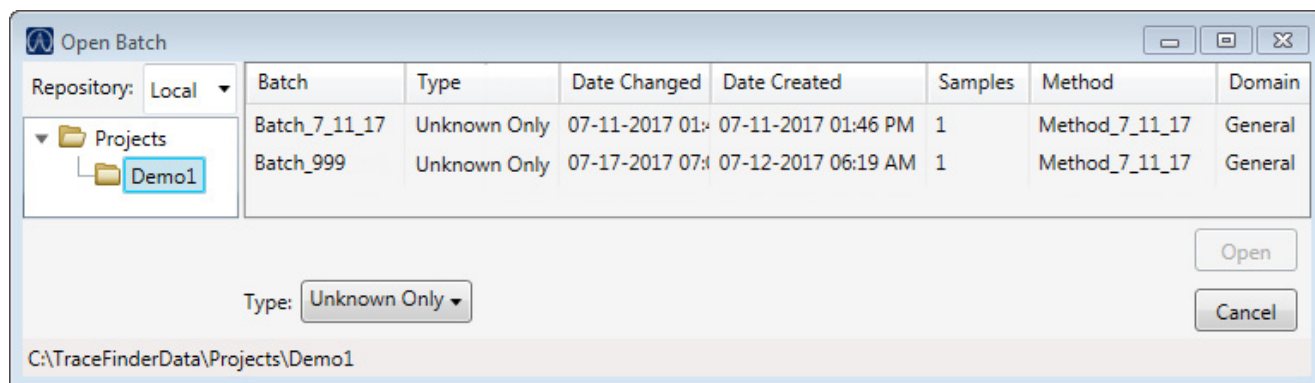 Open Batch
Repository: Local
Batch Type Date Changed Date Created Samples Method Domain
Projects
Demo1
Batch_7_11_17 Unknown Only 07-11-2017 01:4 07-11-2017 01:46 PM 1 Method_7_11_17 General
Batch_999 Unknown Only 07-17-2017 07:0 07-12-2017 06:19 AM 1 Method_7_11_17 General
Open
Type: Unknown Only
Cancel
C:\TraceFinderData\Projects\Demo1